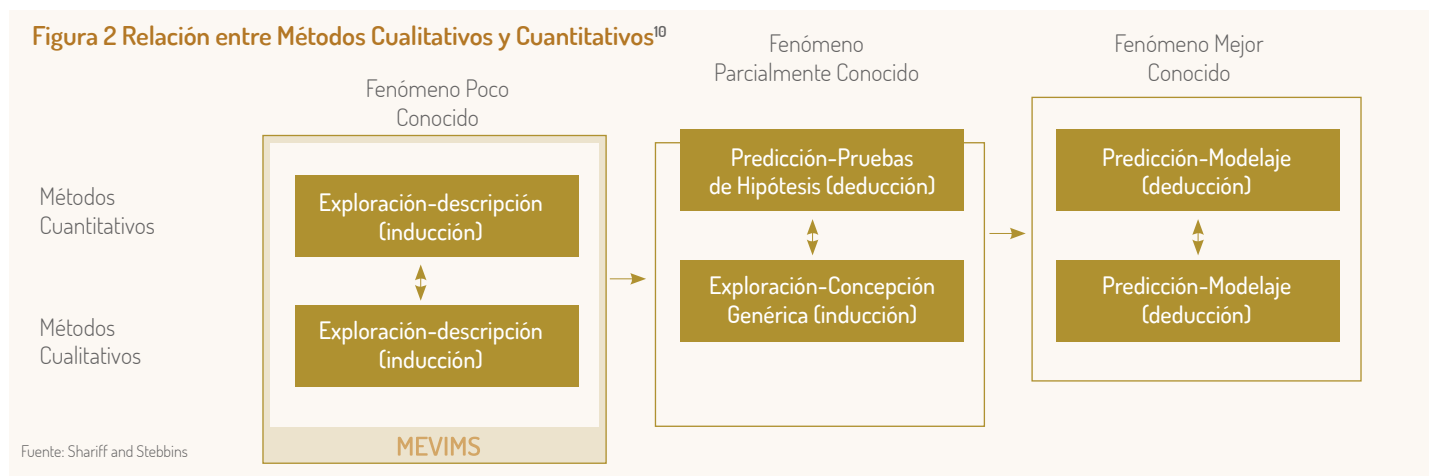 Figura 2 Relación entre Métodos Cualitativos y Cuantitativos¹⁰
Fenómeno Poco
Conocido
Fenómeno
Parcialmente Conocido
Fenómeno Mejor
Conocido
Métodos
Cuantitativos
Exploración-descripción
(inducción)
Predicción-Pruebas
de Hipótesis (deducción)
Predicción-Modelaje
(deducción)
Métodos
Cualitativos
Exploración-descripción
(inducción)
Exploración-Concepción
Genérica (inducción)
Predicción-Modelaje
(deducción)
MEVIMS
Fuente: Shariff and Stebbins